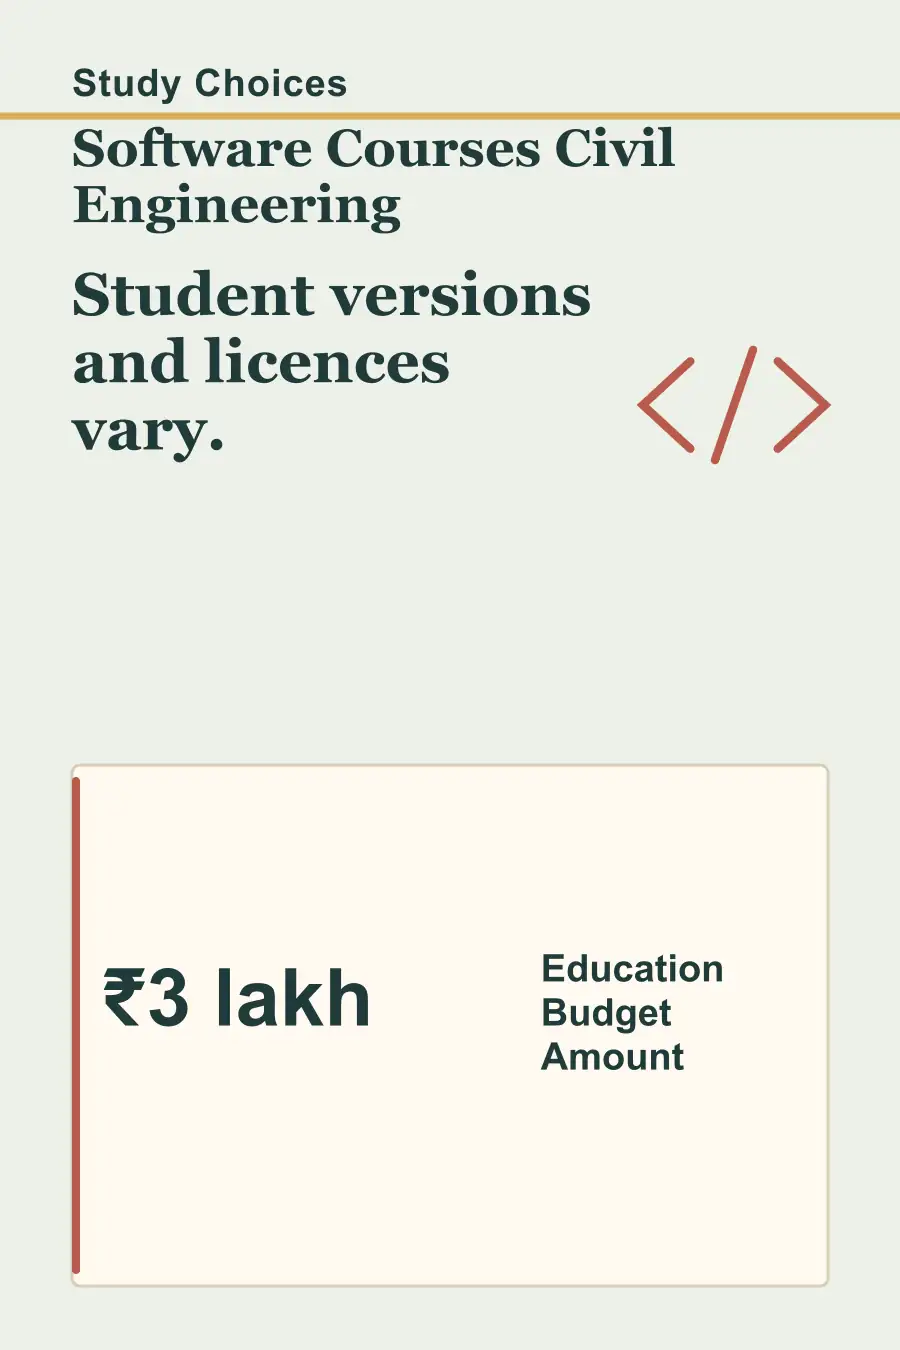 Study Choices
Software Courses Civil
Engineering
Student versions
and licences
vary.
₹3 lakh
Education
Budget
Amount